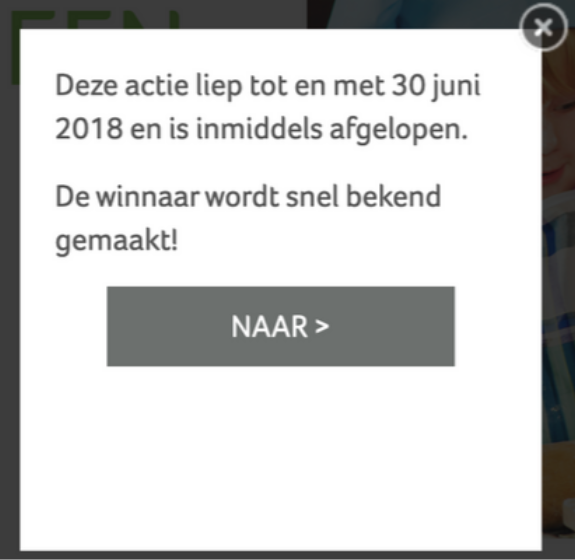 EEN
Deze actie liep tot en met 30 juni
2018 en is inmiddels afgelopen.
De winnaar wordt snel bekend
gemaakt!
NAAR >